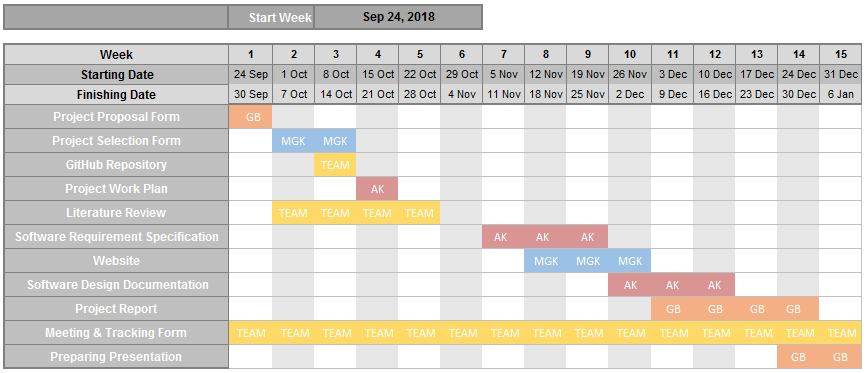 Start Week Sep 24, 2018
Week 1 2 3 4 5 6 7 8 9 10 11 12 13 14 15
Starting Date 24 Sep 1 Oct 8 Oct 15 Oct 22 Oct 29 Oct 5 Nov 12 Nov 19 Nov 26 Nov 3 Dec 10 Dec 17 Dec 24 Dec 31 Dec
Finishing Date 30 Sep 7 Oct 14 Oct 21 Oct 28 Oct 4 Nov 11 Nov 18 Nov 25 Nov 2 Dec 9 Dec 16 Dec 23 Dec 30 Dec 6 Jan
Project Proposal Form GB
Project Selection Form MGK MGK
GitHub Repository TEAM
Project Work Plan AK
Literature Review TEAM TEAM TEAM TEAM
Software Requirement Specification AK AK AK
Website MGK MGK MGK
Software Design Documentation AK AK AK
Project Report GB GB GB GB
Meeting & Tracking Form TEAM TEAM TEAM TEAM TEAM TEAM TEAM TEAM TEAM TEAM TEAM TEAM TEAM TEAM TEAM
Preparing Presentation GB GB